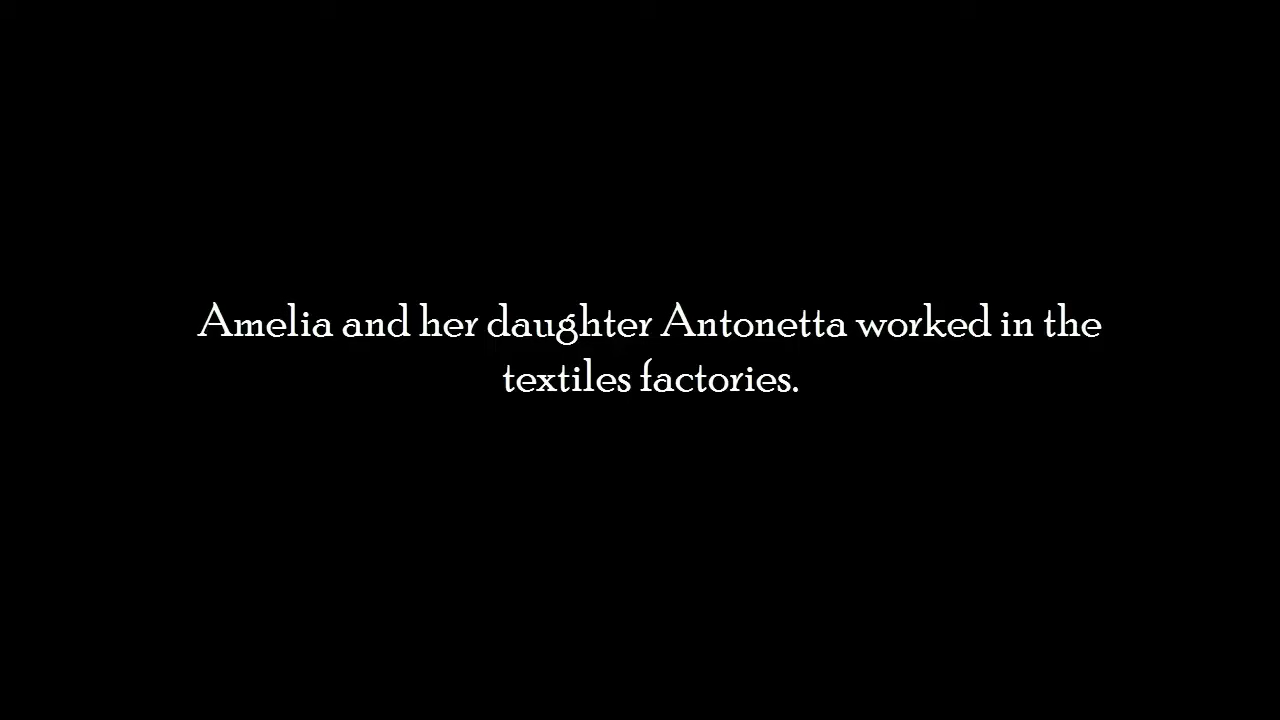 Amelia and her daughter Antonetta worked in the
textiles factories.